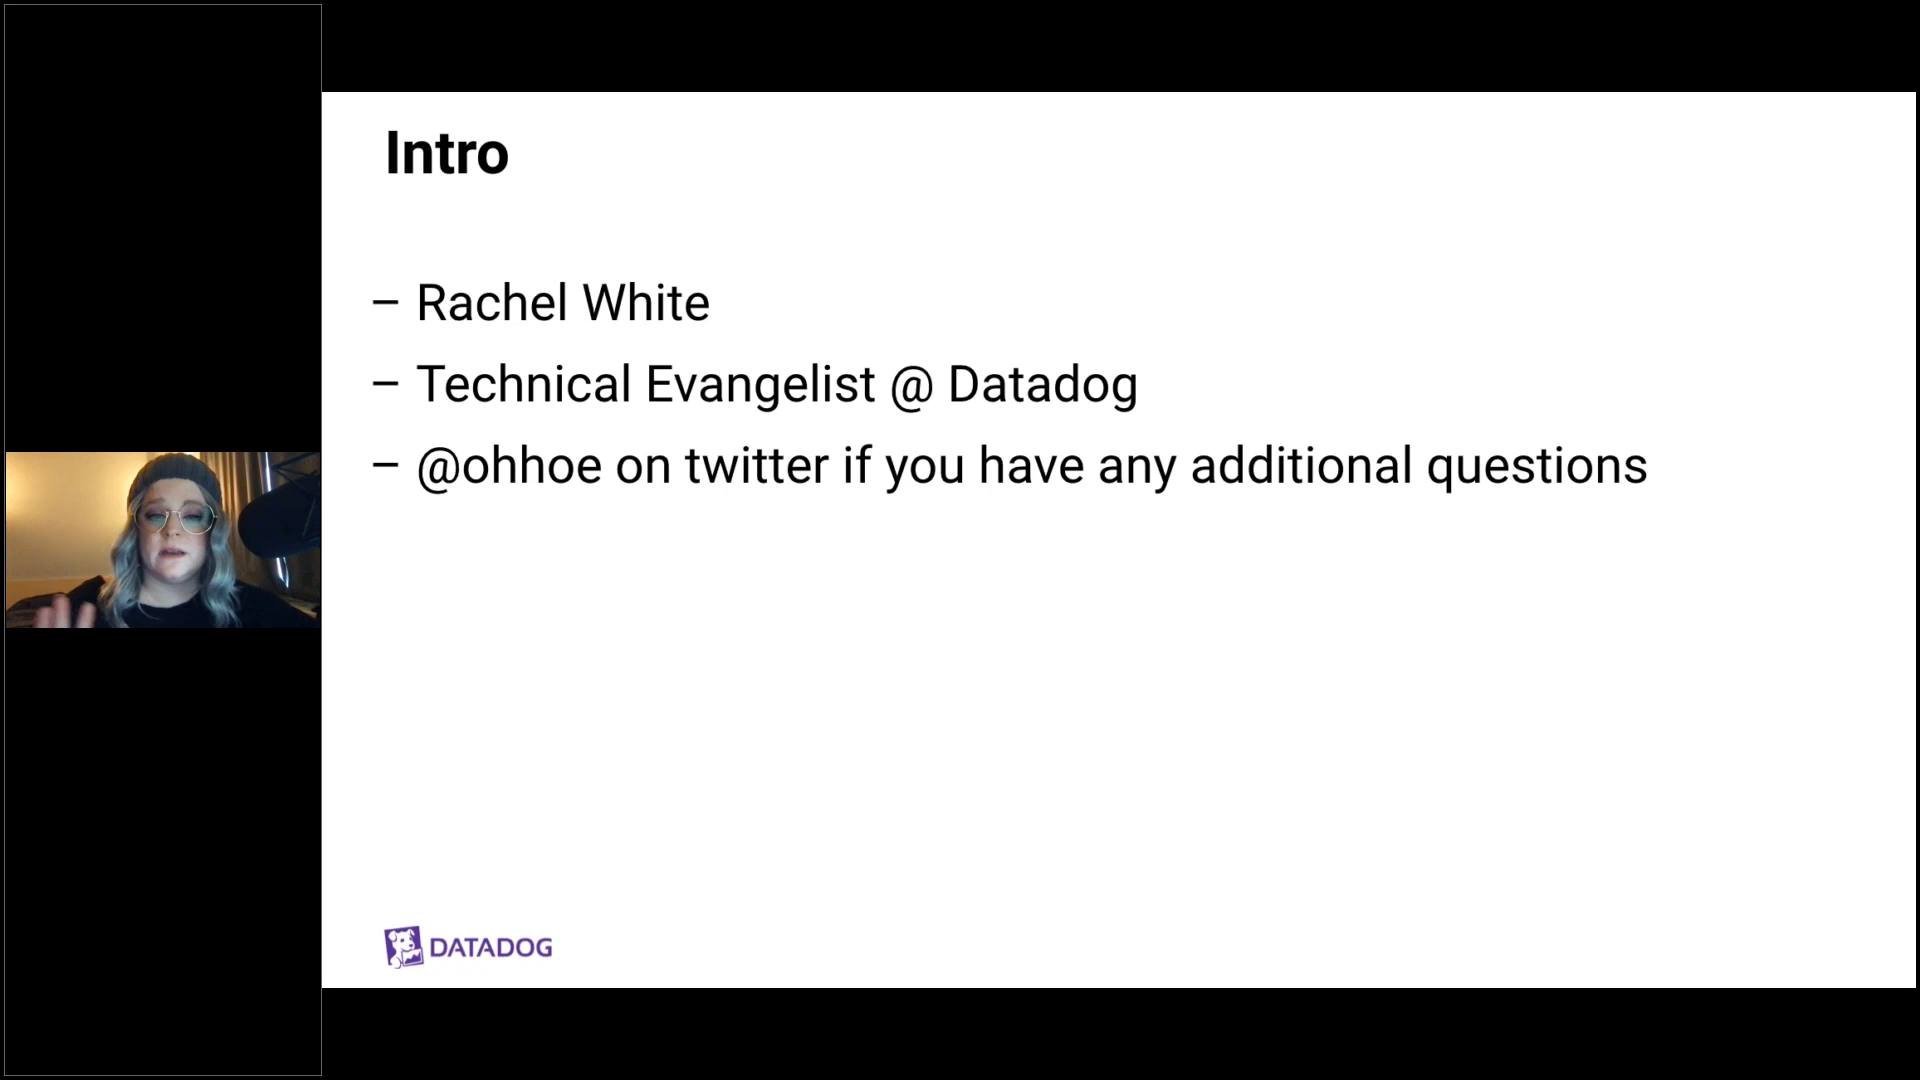 Intro
– Rachel White
– Technical Evangelist @ Datadog
– @ohhoe on twitter if you have any additional questions
DATADOG